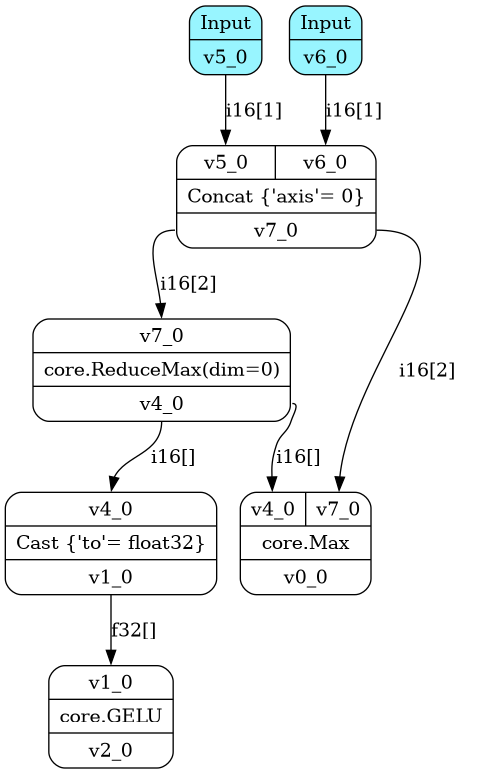 Input
v5_0
Input
v6_0
i16[1]
i16[1]
v5_0 v6_0
Concat {'axis'= 0}
v7_0
i16[2]
i16[2]
v7_0
core.ReduceMax(dim=0)
v4_0
i16[]
i16[]
v4_0
Cast {'to'= float32}
v1_0
v4_0 v7_0
core.Max
v0_0
f32[]
v1_0
core.GELU
v2_0